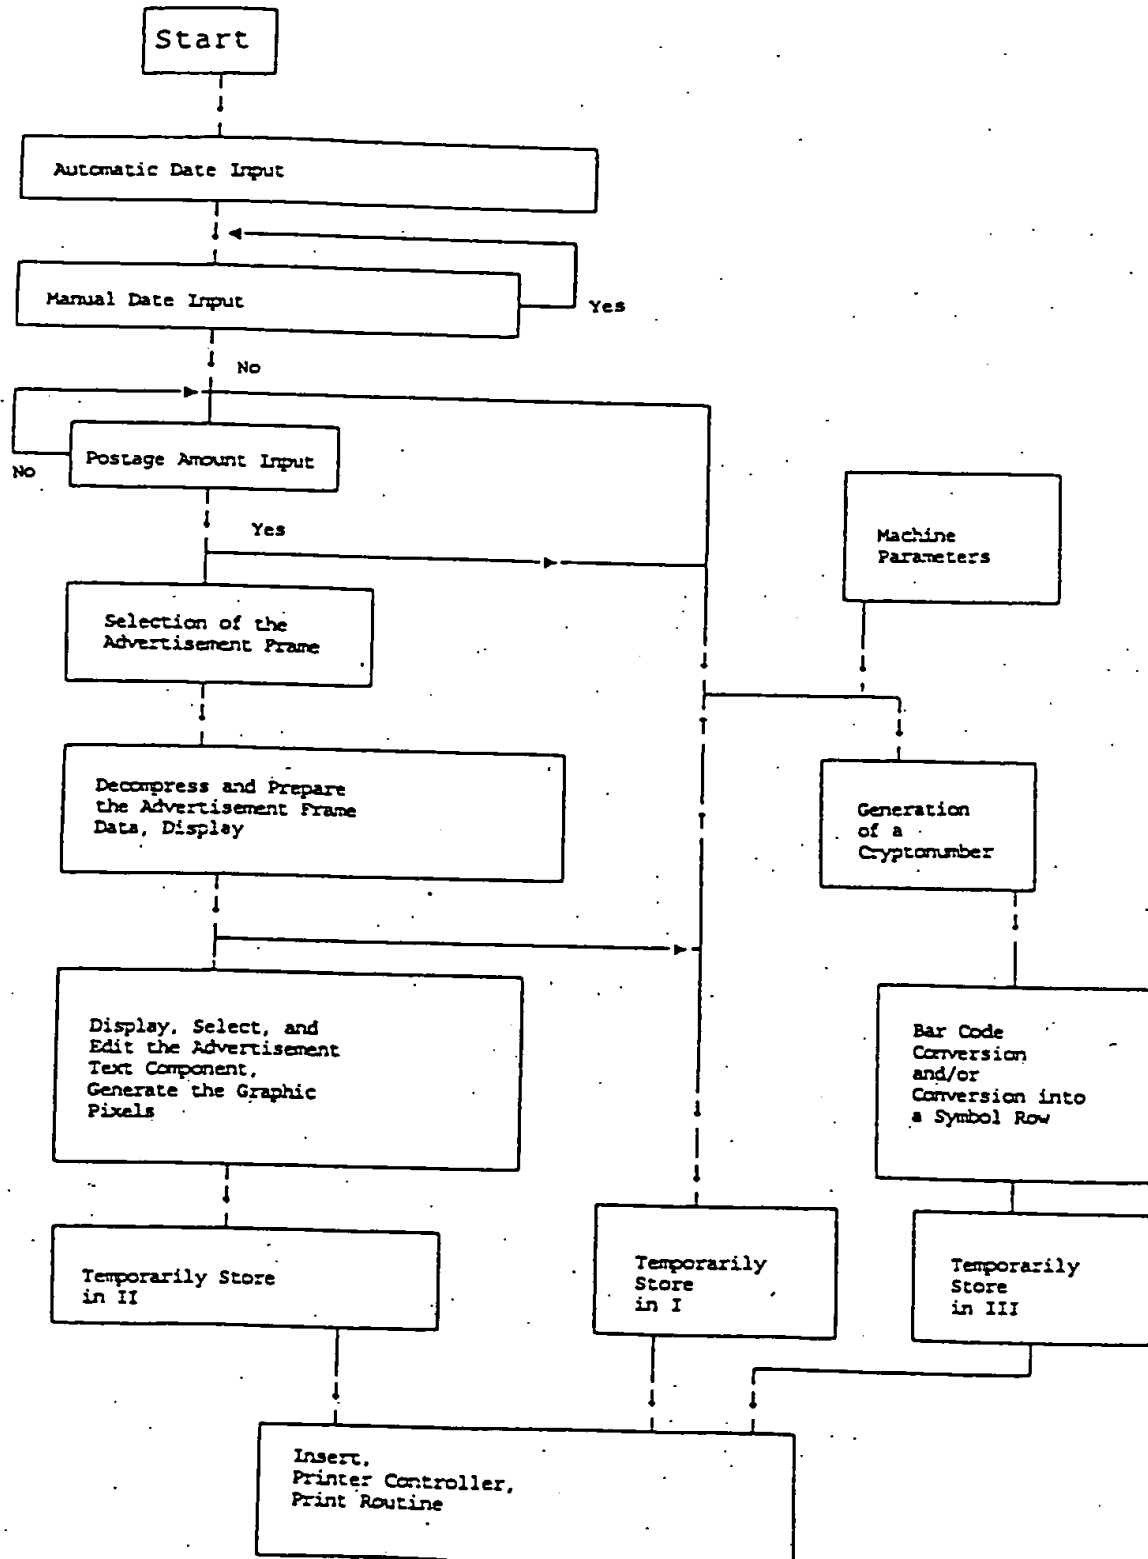 Start
Automatic Date Input
Manual Date Input
Yes
No
Postage Amount Input
No
Yes
Machine
Parameters
Selection of the
Advertisement Frame
Decompress and Prepare
the Advertisement Frame
Data, Display
Generation
of a
Cryptonumber
Display, Select, and
Edit the Advertisement
Text Component,
Generate the Graphic
Pixels
Bar Code
Conversion
and/or
Conversion into
a Symbol Row
Temporarily Store
in II
Temporarily
Store
in I
Temporarily
Store
in III
Insert,
Printer Controller,
Print Routine